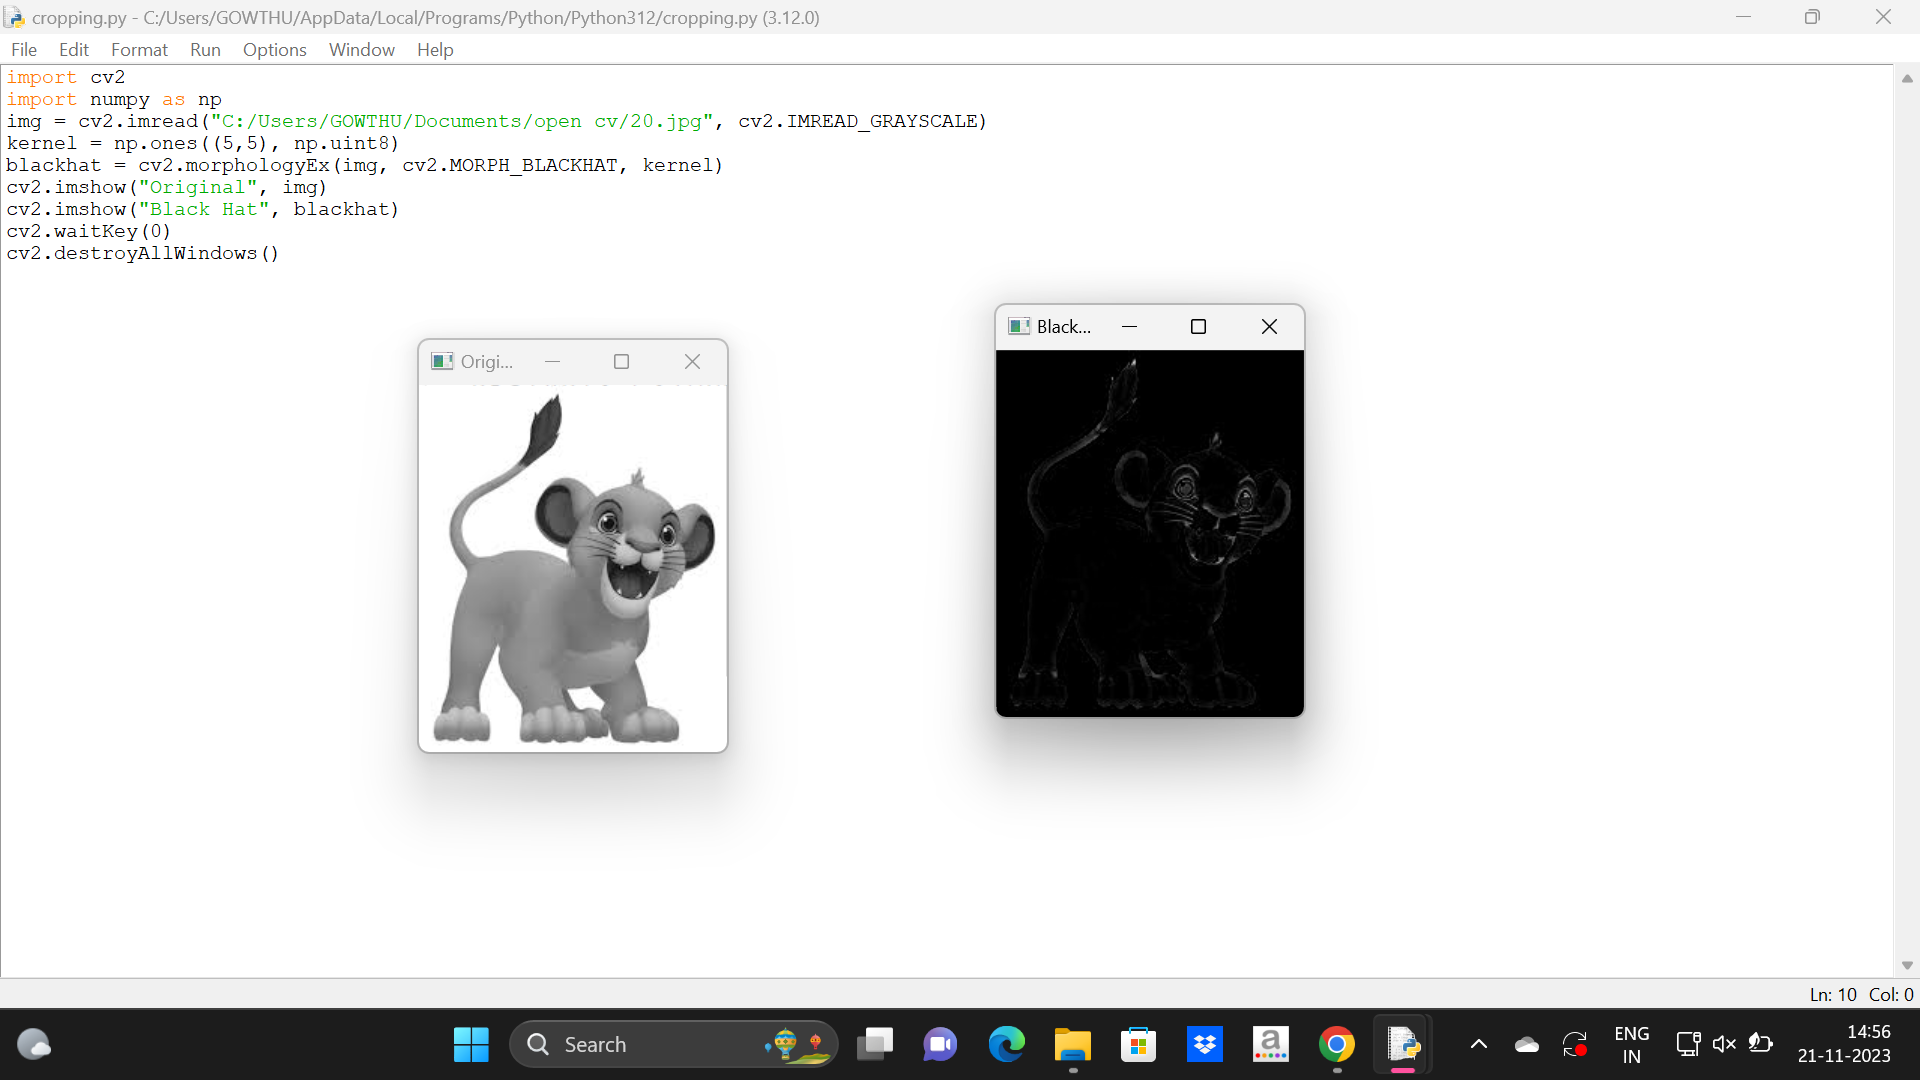 cropping.py - C:/Users/GOWTHU/AppData/Local/Programs/Python/Python312/cropping.py (3.12.0)
File Edit Format Run Options Window Help
import cv2
import numpy as np
img = cv2.imread("C:/Users/GOWTHU/Documents/open cv/20.jpg", cv2.IMREAD_GRAYSCALE)
kernel = np.ones((5,5), np.uint8)
blackhat = cv2.morphologyEx(img, cv2.MORPH_BLACKHAT, kernel)
cv2.imshow("Original", img)
cv2.imshow("Black Hat", blackhat)
cv2.waitKey(0)
cv2.destroyAllWindows()
Black...
Origi...
Ln: 10 Col: 0
Search
a
ENG
IN
14:56
21-11-2023